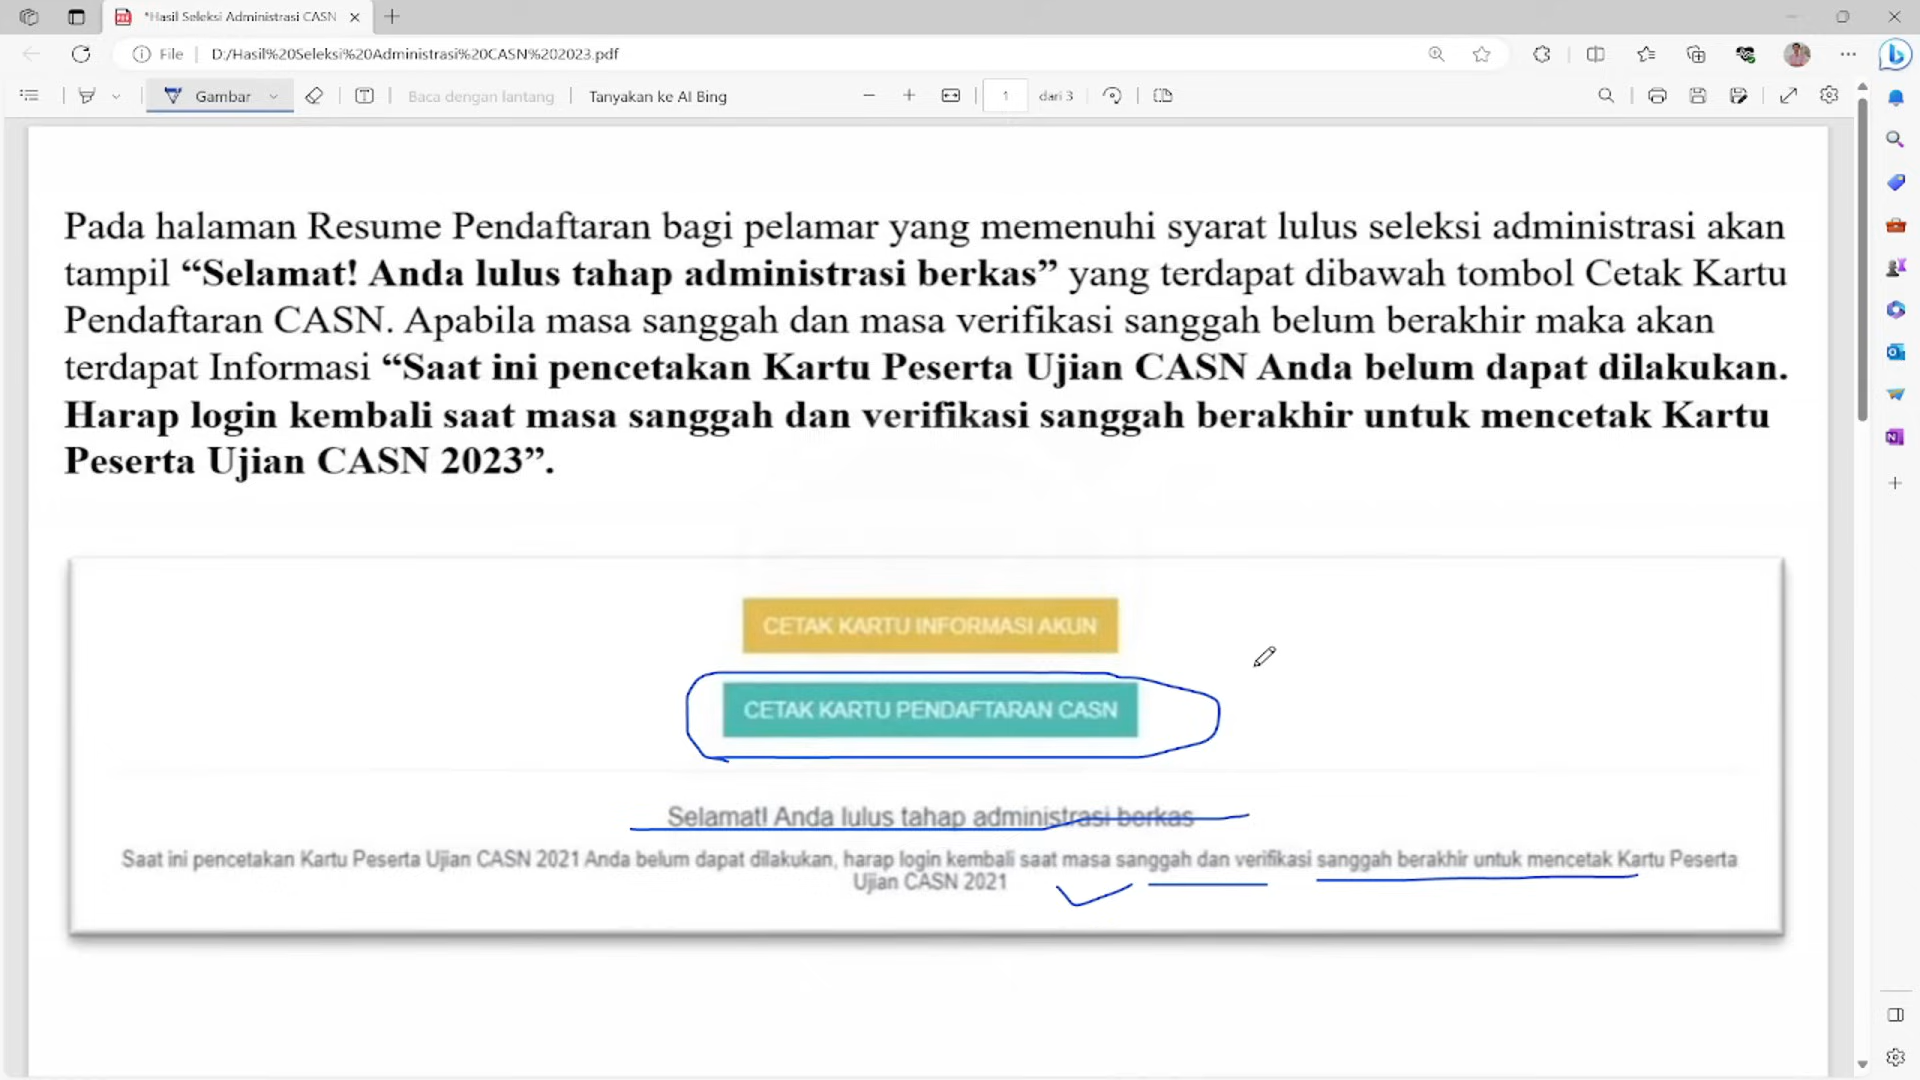 *Hasil Seleksi Administrasi CASN
File
D:/Hasil%20Seleksi%20Administrasi%20CASN%202023.pdf
Gambar
Baca dengan lantang
Tanyakan ke AI Bing
1
dari 3
Pada halaman Resume Pendaftaran bagi pelamar yang memenuhi syarat lulus seleksi administrasi akan
tampil “Selamat! Anda lulus tahap administrasi berkas” yang terdapat dibawah tombol Cetak Kartu
Pendaftaran CASN. Apabila masa sanggah dan masa verifikasi sanggah belum berakhir maka akan
terdapat Informasi “Saat ini pencetakan Kartu Peserta Ujian CASN Anda belum dapat dilakukan.
Harap login kembali saat masa sanggah dan verifikasi sanggah berakhir untuk mencetak Kartu
Peserta Ujian CASN 2023”.
CETAK KARTU INFORMASI AKUN
CETAK KARTU PENDAFTARAN CASN
Selamat! Anda lulus tahap administrasi berkas
Saat ini pencetakan Kartu Peserta Ujian CASN 2021 Anda belum dapat dilakukan, harap login kembali saat masa sanggah dan verifikasi sanggah berakhir untuk mencetak Kartu Peserta
Ujian CASN 2021